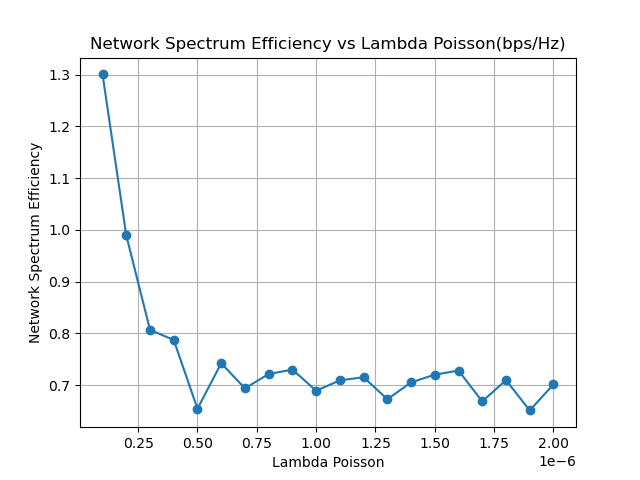 Network Spectrum Efficiency vs Lambda Poisson(bps/Hz)
1.3
1.2
1.1
1.0
0.9
0.8
0.7
Network Spectrum Efficiency
0.25 0.50 0.75 1.00 1.25 1.50 1.75 2.00
1e−6
Lambda Poisson